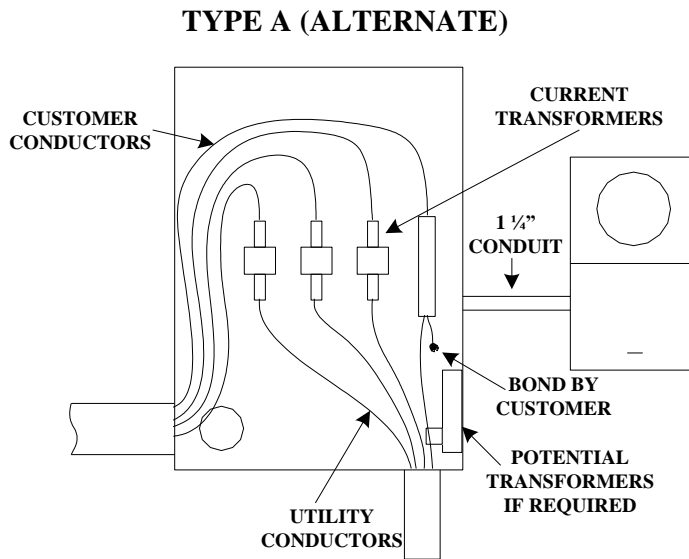 TYPE A (ALTERNATE)
CUSTOMER
CONDUCTORS
CURRENT
TRANSFORMERS
1 ¼”
CONDUIT
BOND BY
CUSTOMER
POTENTIAL
TRANSFORMERS
IF REQUIRED
UTILITY
CONDUCTORS